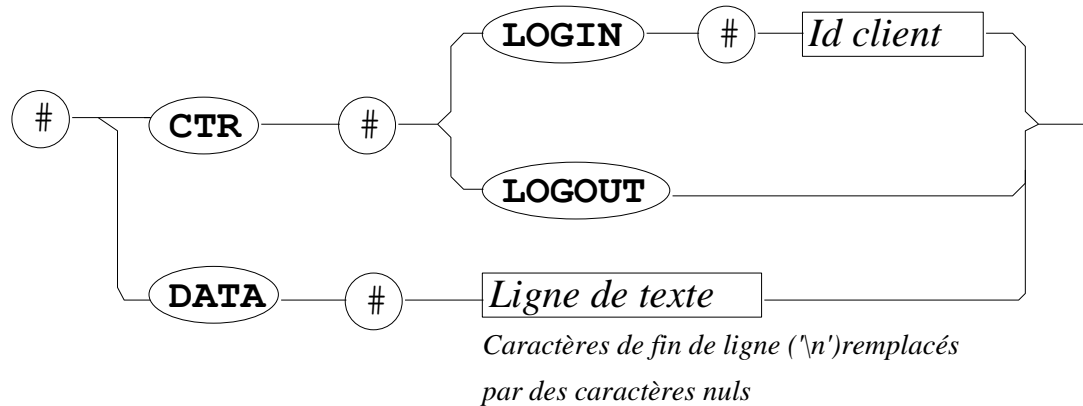 LOGIN # Id client
# CTR #
LOGOUT
DATA # Ligne de texte
Caractères de fin de ligne ('\n')remplacés
par des caractères nuls